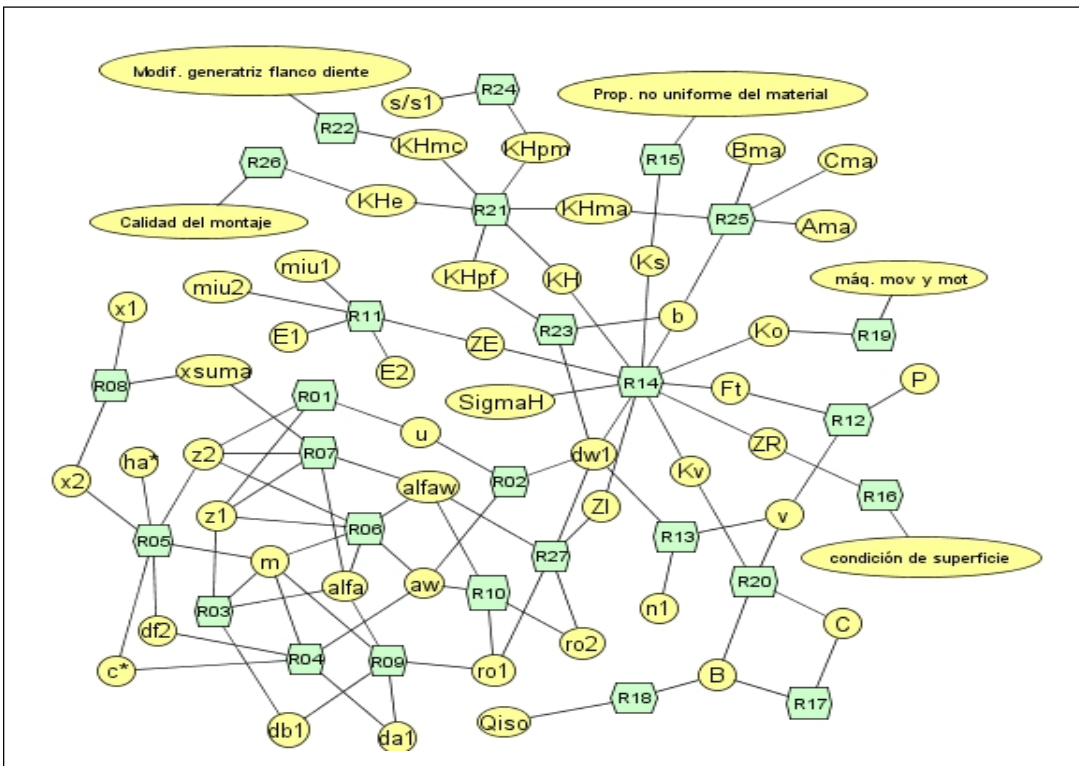 Modif. generatriz flanco diente
s/s1
R24
Prop. no uniforme del material
R22
KHmc
KHpm
R15
Bma
Cma
R26
KHe
R21
KHma
R25
Ama
Calidad del montaje
KHpf
KH
Ks
miu1
miu2
máq. mov y mot
x1
R11
R23
b
Ko
R19
E1
ZE
E2
R08
xsuma
R01
SigmaH
R14
Ft
P
R12
u
ha*
z2
R07
dw1
Kv
ZR
x2
alfaw
R02
z1
R06
ZI
R16
v
R05
R13
m
R27
condición de superficie
alfa
aw
R10
R20
R03
n1
df2
ro2
C
c*
R04
R09
ro1
B
R18
R17
Qiso
db1
da1